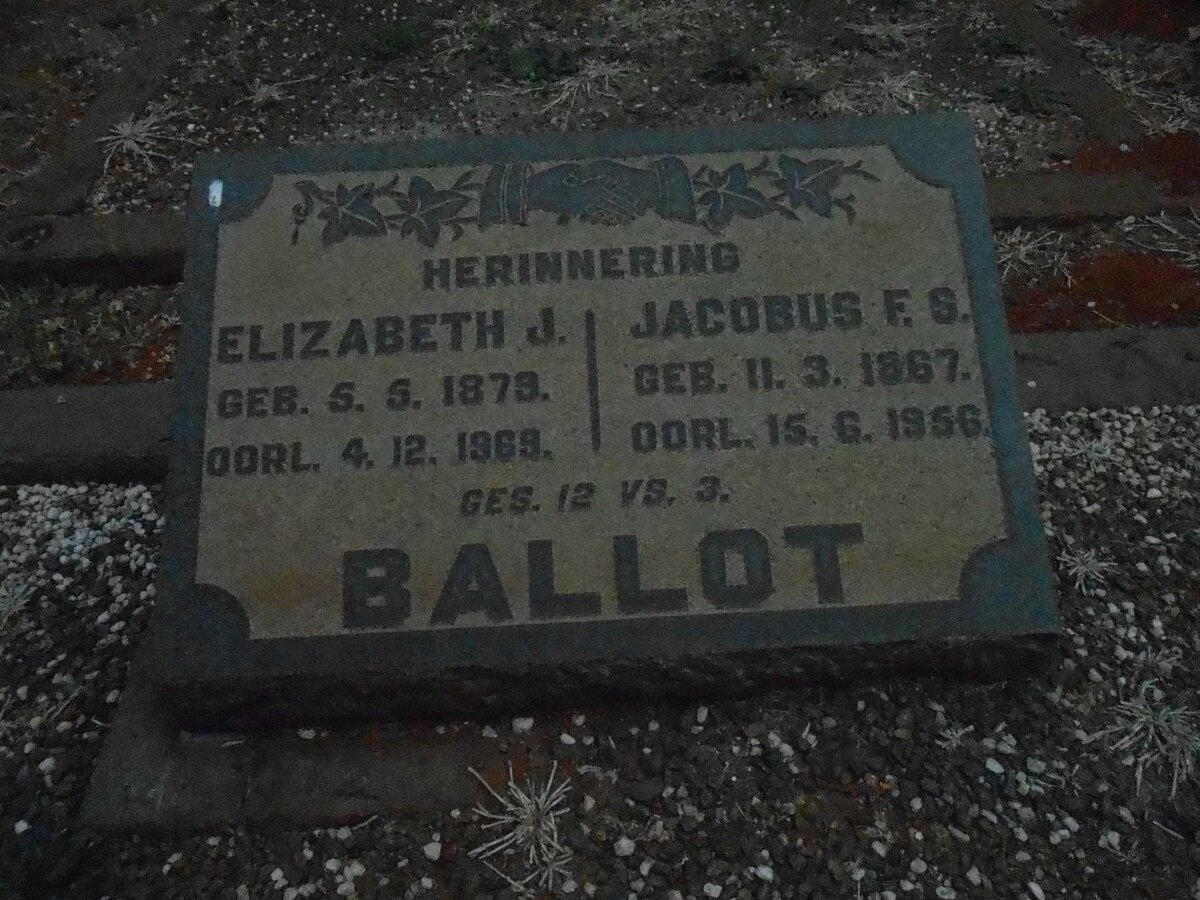 HERINNERING
ELIZABETH J.
GEB. 5. 5. 1879.
OORL. 4. 12. 1969.
JACOBUS F. S.
GEB. 11. 3. 1867.
OORL. 15. 6. 1956.
GES. 12 VS. 3.
BALLOT